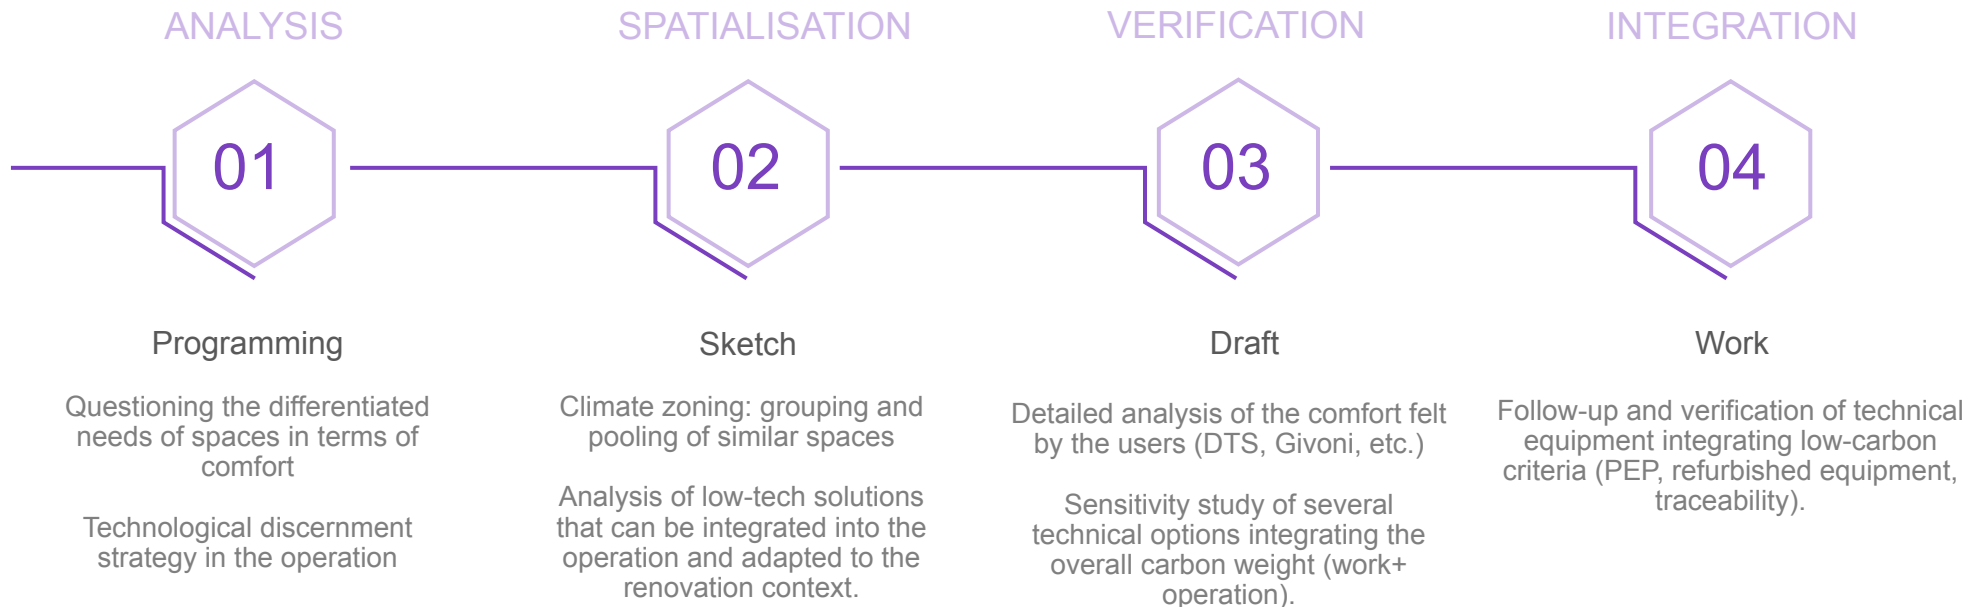 ANALYSIS
01
Programming
Questioning the differentiated
needs of spaces in terms of
comfort
Technological discernment
strategy in the operation
SPATIALISATION
02
Sketch
Climate zoning: grouping and
pooling of similar spaces
Analysis of low-tech solutions
that can be integrated into the
operation and adapted to the
renovation context.
VERIFICATION
03
Draft
Detailed analysis of the comfort felt
by the users (DTS, Givoni, etc.)
Sensitivity study of several
technical options integrating the
overall carbon weight (work+
operation).
INTEGRATION
04
Work
Follow-up and verification of technical
equipment integrating low-carbon
criteria (PEP, refurbished equipment,
traceability).